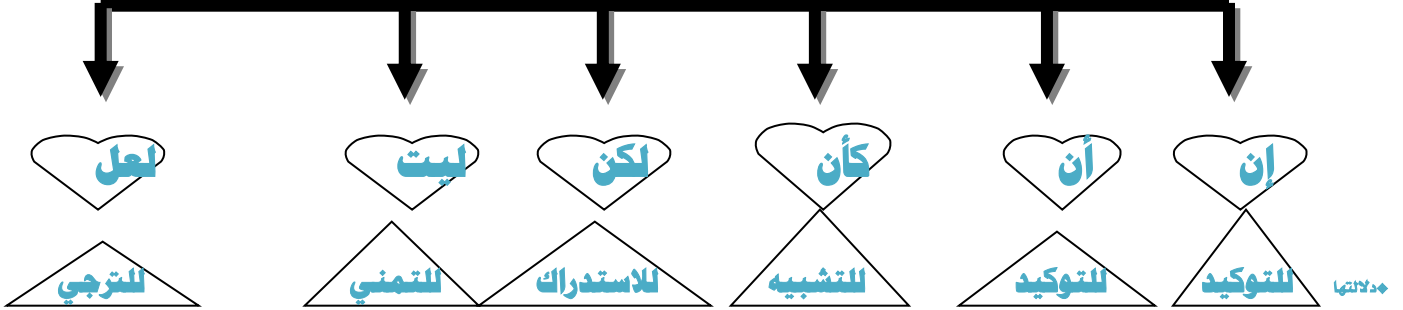 إن أن كأن لكن ليت لعل
دلالتها للتوكيد للتوكيد للتشبيه للاستدراك للتمني للترجي